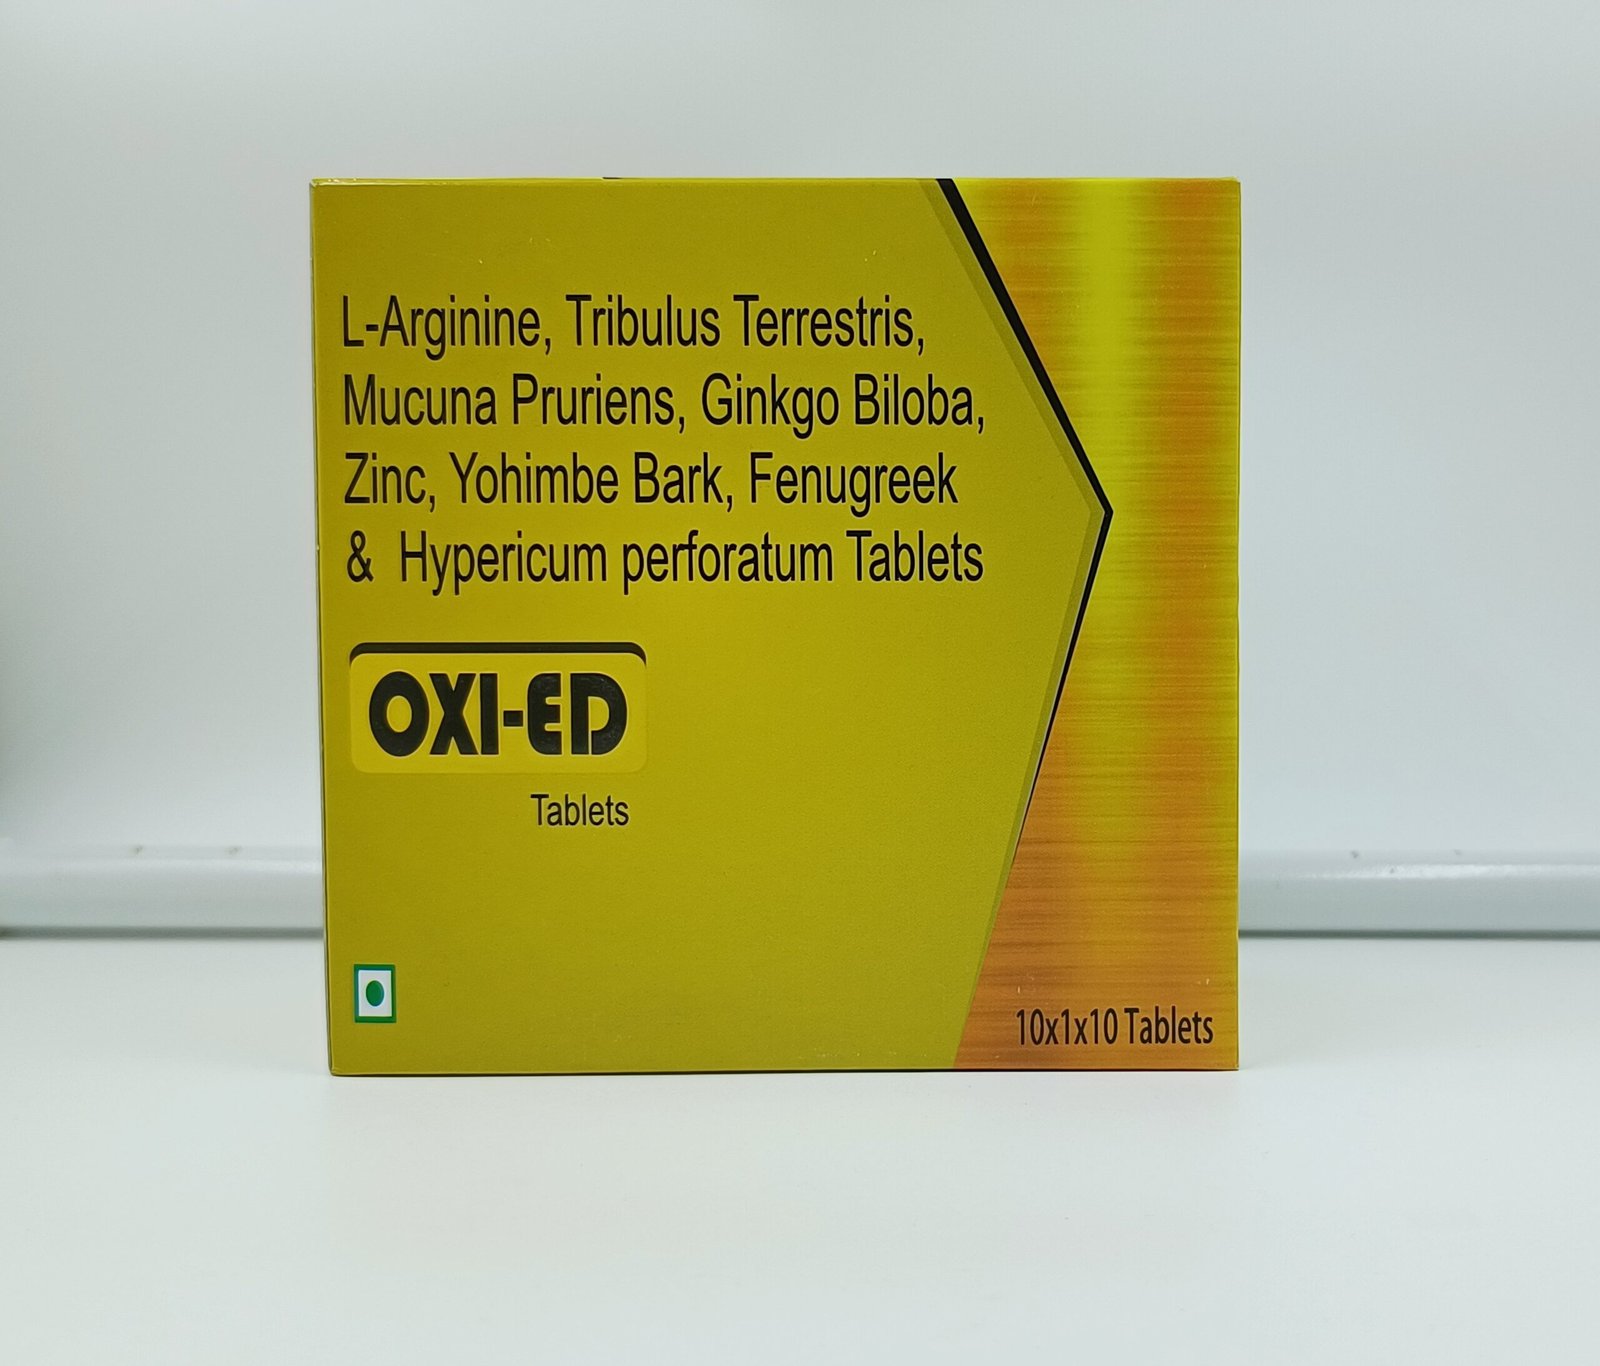 L-Arginine, Tribulus Terrestris,
Mucuna Pruriens, Ginkgo Biloba,
Zinc, Yohimbe Bark, Fenugreek
& Hypericum perforatum Tablets
OXI-ED
Tablets
10x1x10 Tablets